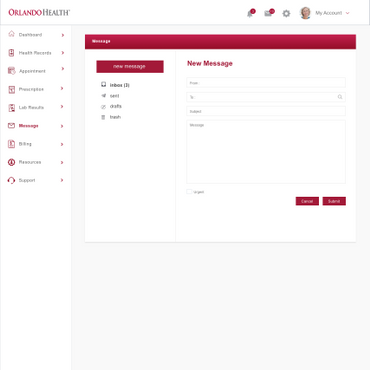 ORLANDO HEALTH®
My Account
Dashboard
Health Records
Appointment
Prescription
Lab Results
Message
Billing
Resources
Support
Message
new message
Inbox (3)
sent
drafts
trash
New Message
From:
To
Subject
Message
Urgent
Cancel
Submit